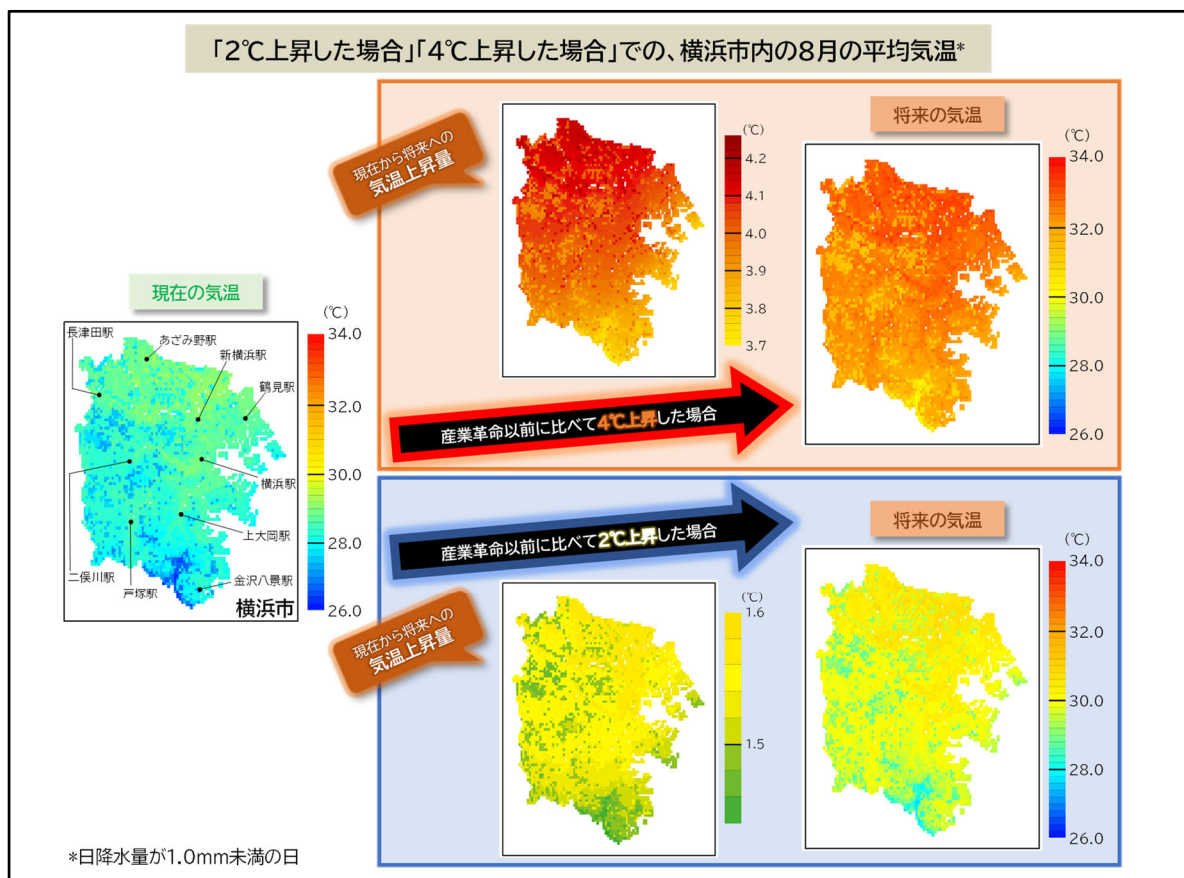 「2℃上昇した場合」「4℃上昇した場合」での、横浜市内の8月の平均気温*
現在から将来への
気温上昇量
(℃)
4.2
4.1
4.0
3.9
3.8
3.7
将来の気温
(℃)
34.0
32.0
30.0
28.0
26.0
産業革命以前に比べて4℃上昇した場合
現在の気温
(℃)
34.0
32.0
30.0
28.0
26.0
長津田駅
あざみ野駅
新横浜駅
鶴見駅
横浜駅
上大岡駅
二俣川駅
戸塚駅
金沢八景駅
横浜市
産業革命以前に比べて2℃上昇した場合
現在から将来への
気温上昇量
(℃)
1.6
1.5
将来の気温
(℃)
34.0
32.0
30.0
28.0
26.0
*日降水量が1.0mm未満の日